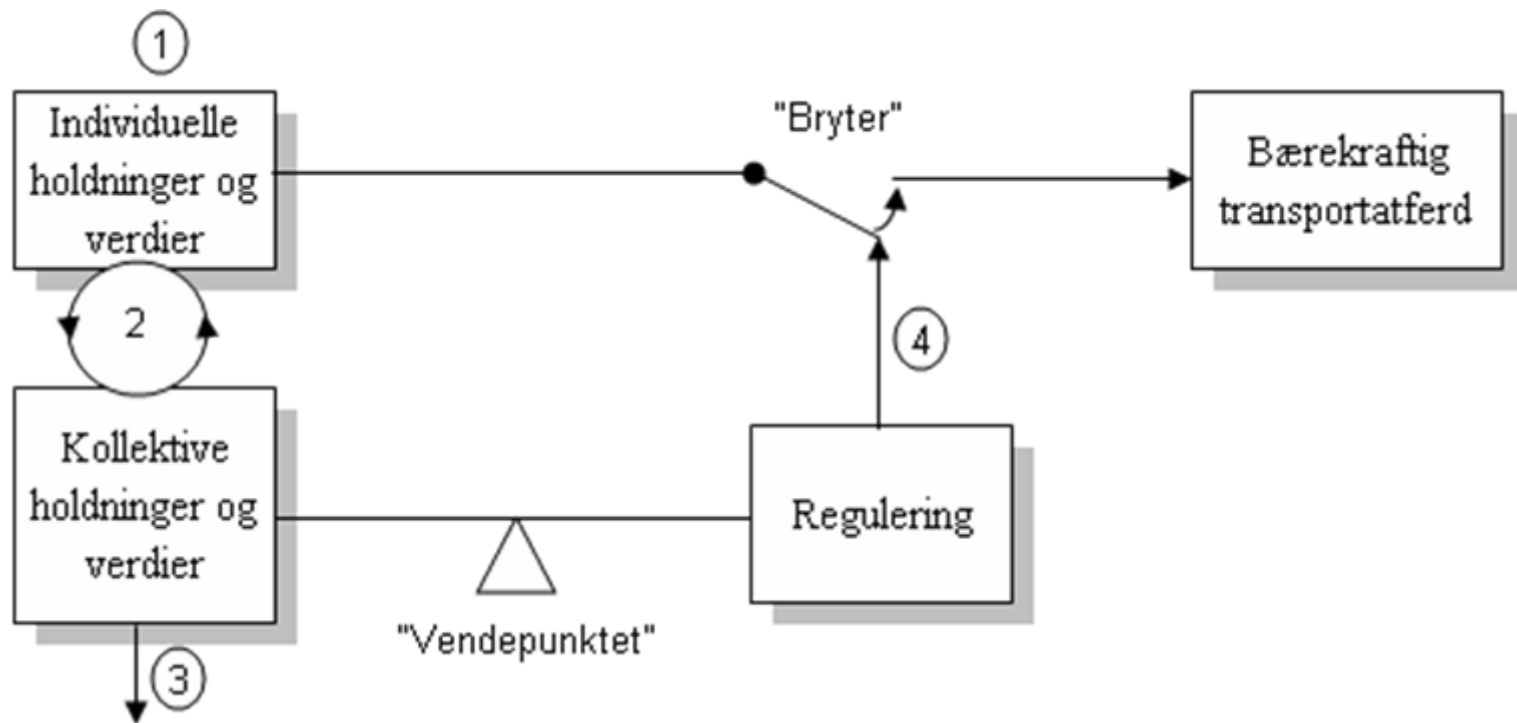 1
Individuelle
holdninger og
verdier
"Bryter"
Bærekraftig
transportatferd
2
4
Kollektive
holdninger og
verdier
Regulering
"Vendepunktet"
3